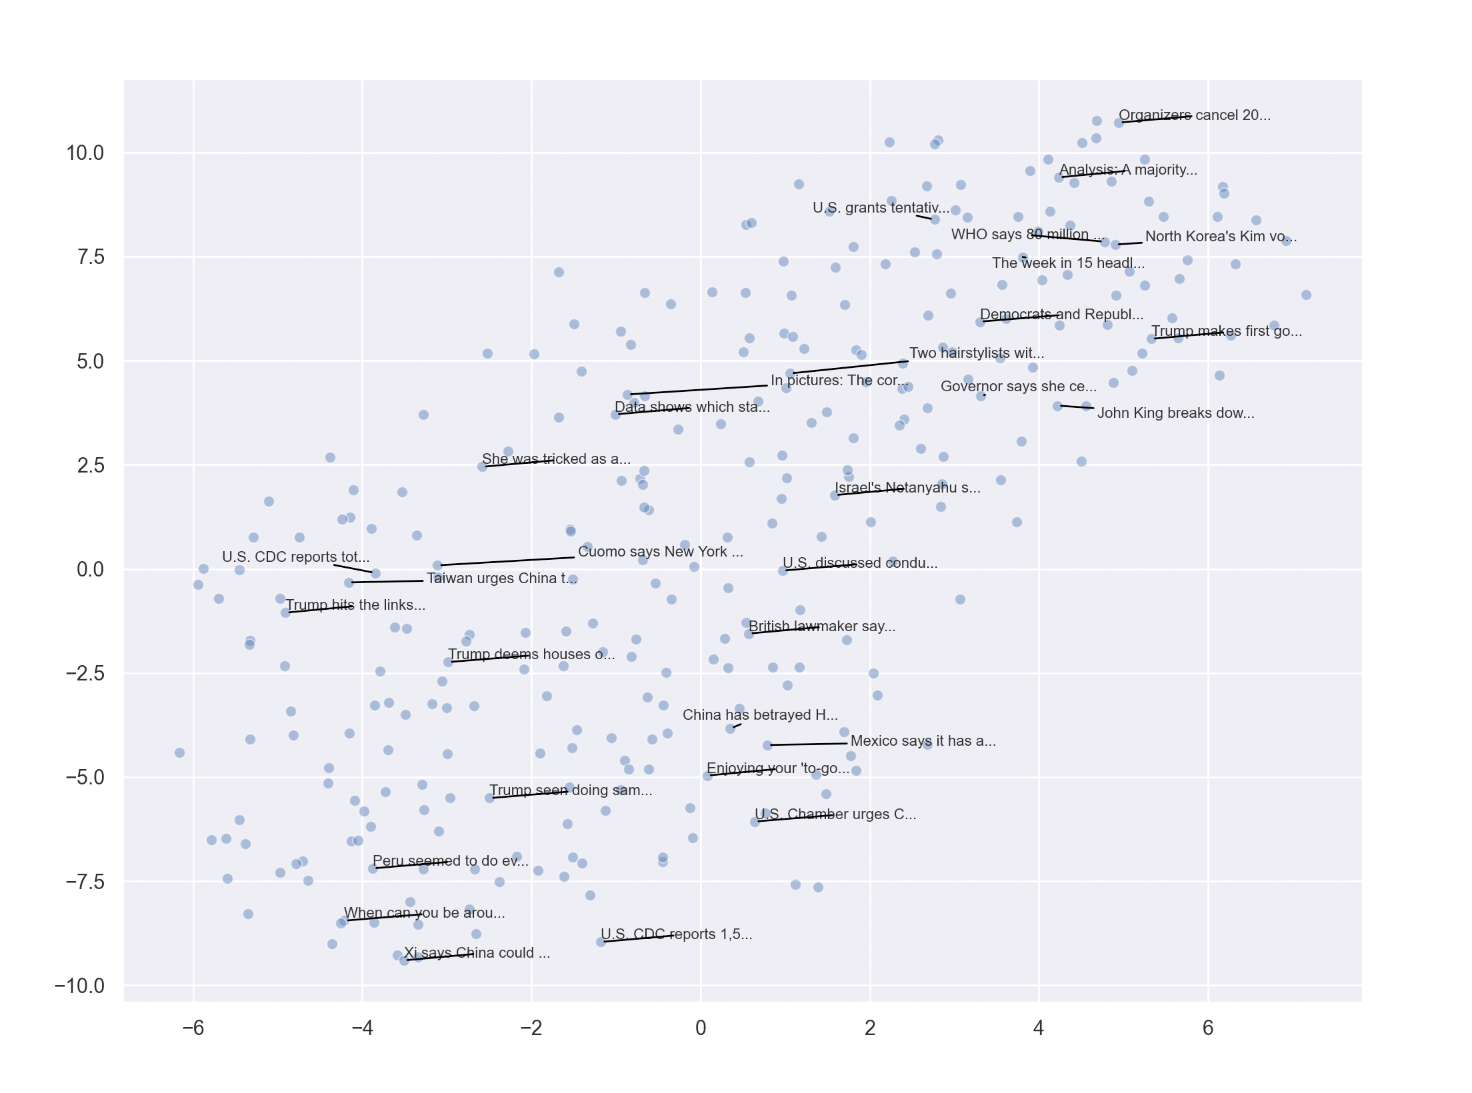 Organizers cancel 20...
10.0
Analysis: A majority...
U.S. grants tentativ...
WHO says 80 million ...
North Korea's Kim vo...
7.5
The week in 15 headl...
Democrats and Republ...
Trump makes first go...
5.0
Two hairstylists wit...
In pictures: The cor...
Governor says she ce...
Data shows which sta...
John King breaks dow...
2.5
She was tricked as a...
Israel's Netanyahu s...
0.0
U.S. CDC reports tot...
Cuomo says New York ...
U.S. discussed condu...
Taiwan urges China t...
Trump hits the links...
British lawmaker say...
−2.5
Trump deems houses o...
China has betrayed H...
Mexico says it has a...
−5.0
Enjoying your 'to-go...
Trump seen doing sam...
U.S. Chamber urges C...
−7.5
Peru seemed to do ev...
When can you be arou...
U.S. CDC reports 1,5...
Xi says China could ...
−10.0
−6 −4 −2 0 2 4 6